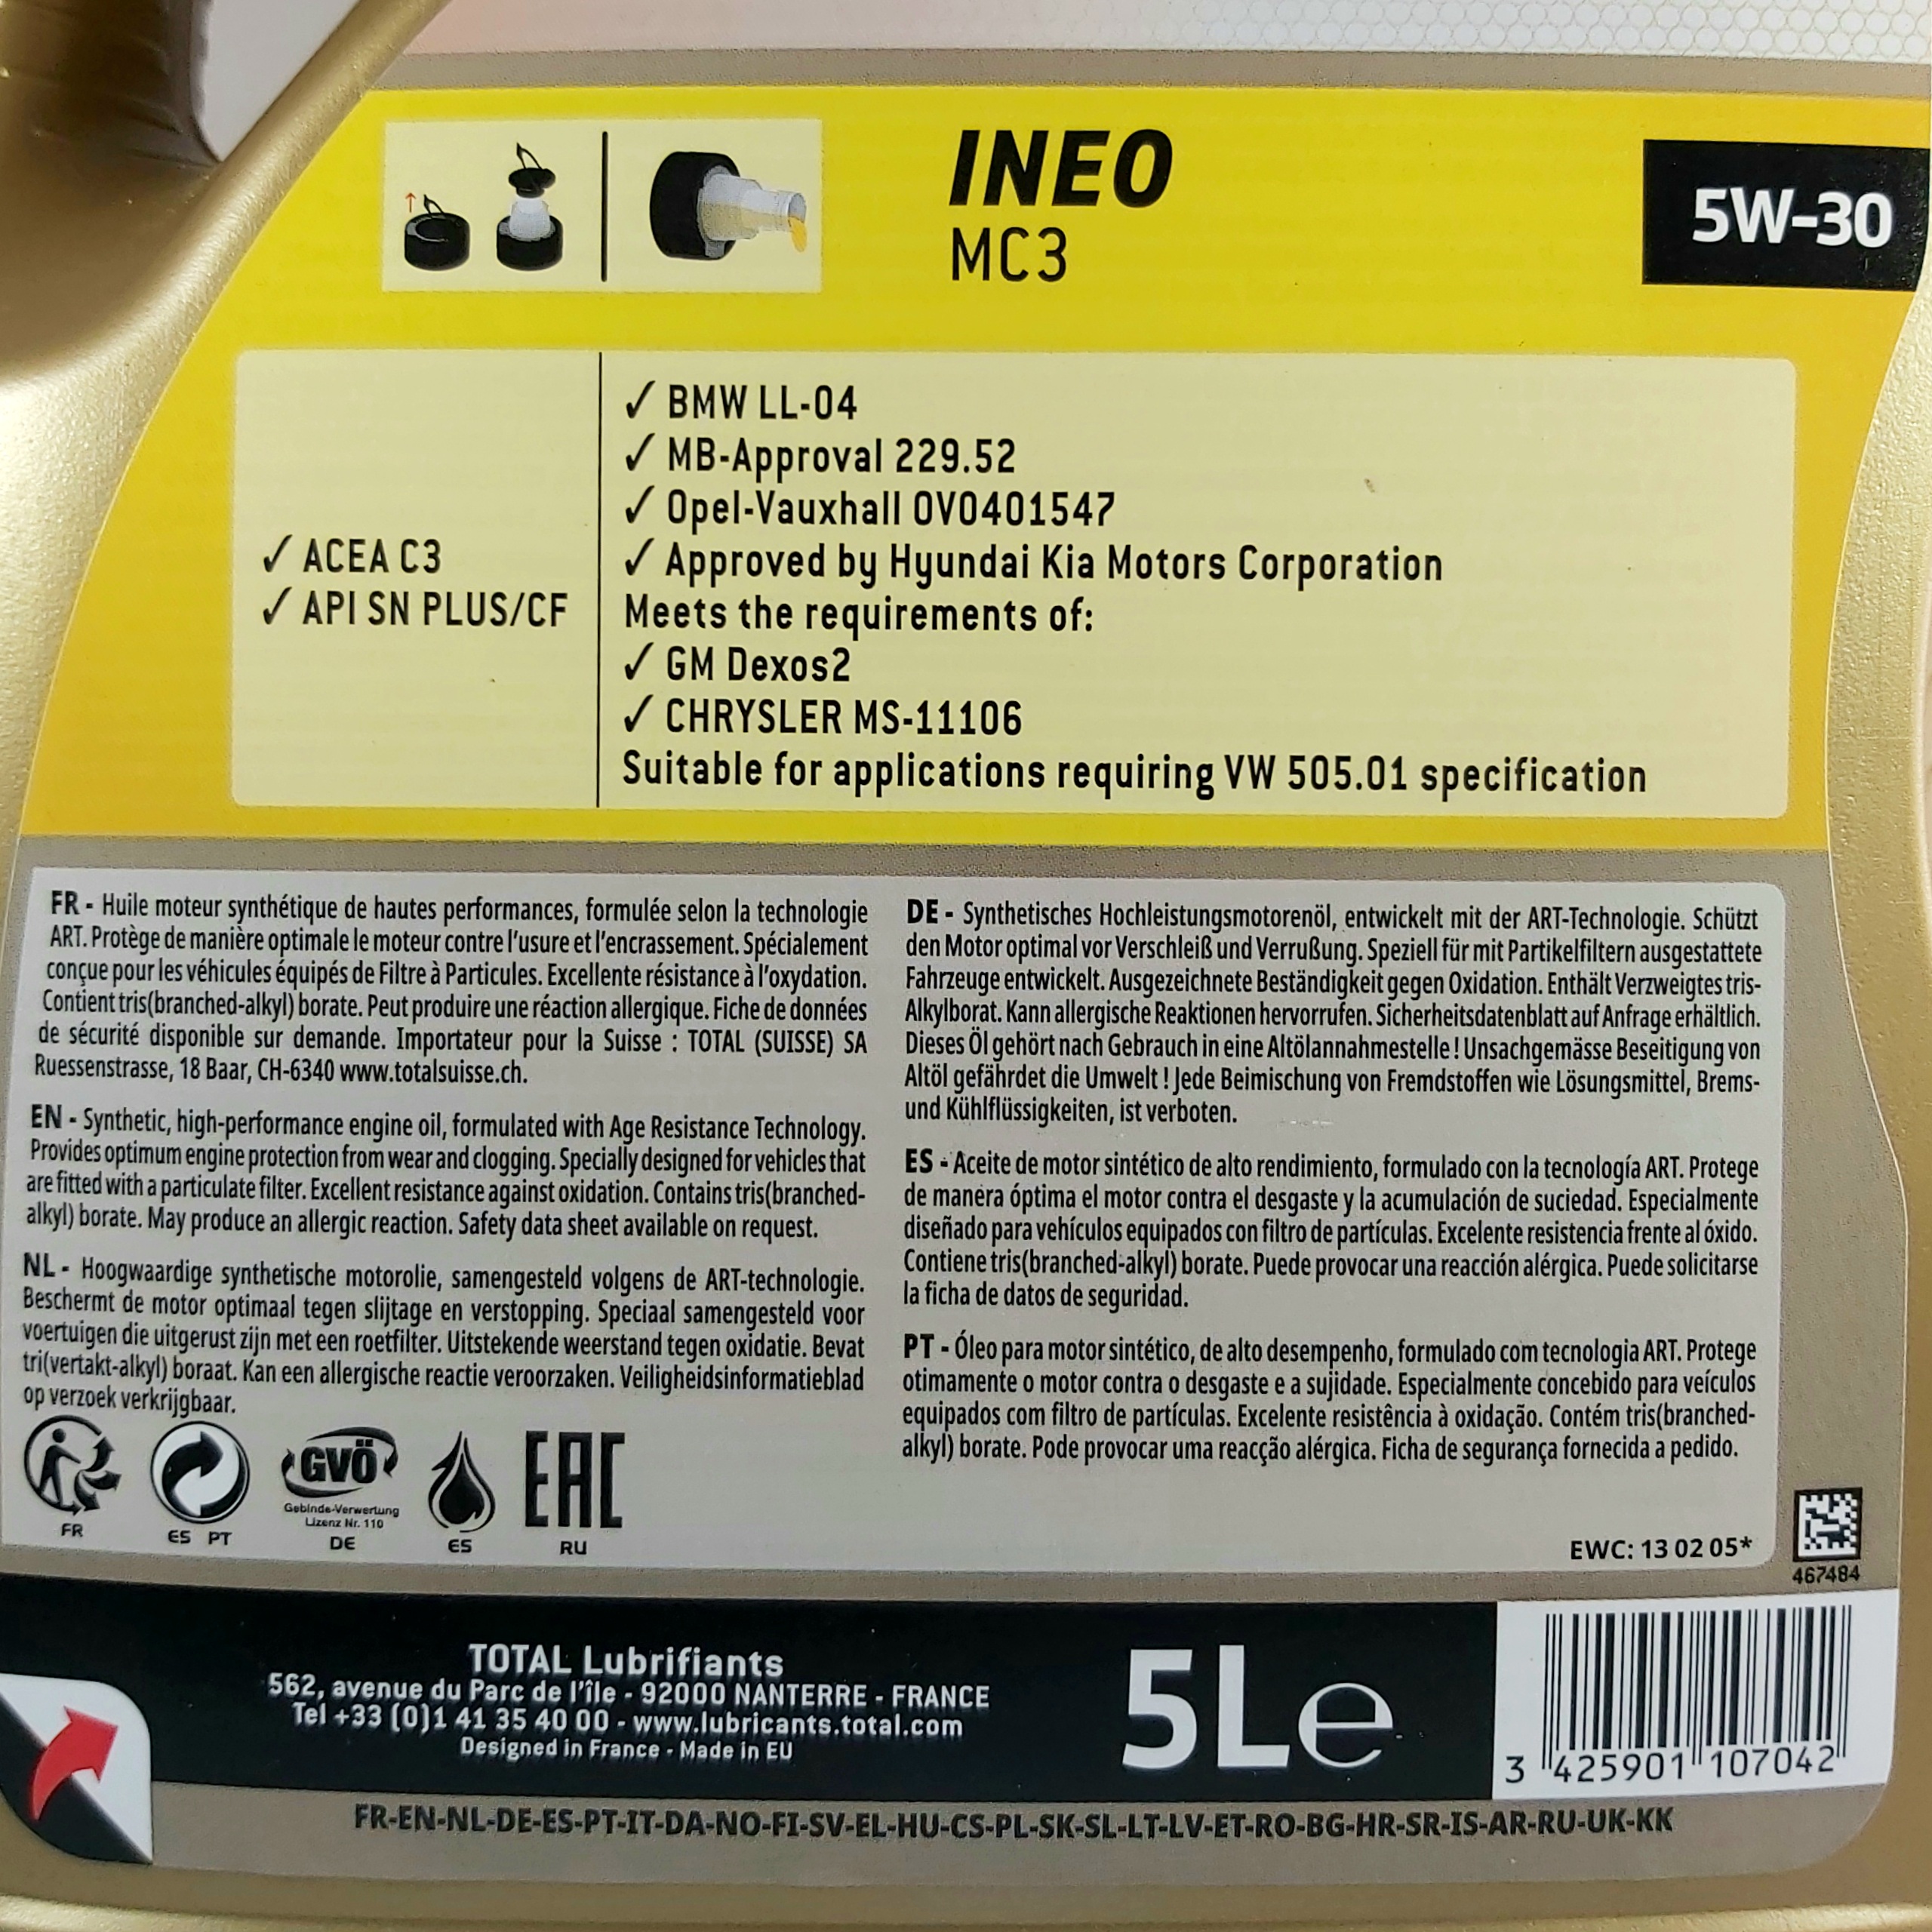 INEO
MC3
5W-30
✓ ACEA C3
✓ API SN PLUS/CF
✓ BMW LL-04
✓ MB-Approval 229.52
✓ Opel-Vauxhall OV0401547
✓ Approved by Hyundai Kia Motors Corporation
Meets the requirements of:
✓ GM Dexos2
✓ CHRYSLER MS-11106
Suitable for applications requiring VW 505.01 specification
FR - Huile moteur synthétique de hautes performances, formulée selon la technologie
ART. Protège de manière optimale le moteur contre l'usure et l'encrassement. Spécialement
conçue pour les véhicules équipés de Filtre à Particules. Excellente résistance à l'oxydation.
Contient tris(branched-alkyl) borate. Peut produire une réaction allergique. Fiche de données
de sécurité disponible sur demande. Importateur pour la Suisse : TOTAL (SUISSE) SA
Ruessenstrasse, 18 Baar, CH-6340 www.totalsuisse.ch.
EN - Synthetic, high-performance engine oil, formulated with Age Resistance Technology.
Provides optimum engine protection from wear and clogging. Specially designed for vehicles that
are fitted with a particulate filter. Excellent resistance against oxidation. Contains tris(branched-
alkyl) borate. May produce an allergic reaction. Safety data sheet available on request.
NL - Hoogwaardige synthetische motorolie, samengesteld volgens de ART-technologie.
Beschermt de motor optimaal tegen slijtage en verstopping. Speciaal samengesteld voor
voertuigen die uitgerust zijn met een roetfilter. Uitstekende weerstand tegen oxidatie. Bevat
tri(vertakt-alkyl) boraat. Kan een allergische reactie veroorzaken. Veiligheidsinformatieblad
op verzoek verkrijgbaar.
DE - Synthetisches Hochleistungsmotorenöl, entwickelt mit der ART-Technologie. Schützt
den Motor optimal vor Verschleiß und Verrußung. Speziell für mit Partikelfiltern ausgestattete
Fahrzeuge entwickelt. Ausgezeichnete Beständigkeit gegen Oxidation. Enthält Verzweigtes tris-
Alkylborat. Kann allergische Reaktionen hervorrufen. Sicherheitsdatenblatt auf Anfrage erhältlich.
Dieses Öl gehört nach Gebrauch in eine Altölannahmestelle ! Unsachgemässe Beseitigung von
Altöl gefährdet die Umwelt ! Jede Beimischung von Fremdstoffen wie Lösungsmittel, Brems-
und Kühlflüssigkeiten, ist verboten.
ES - Aceite de motor sintético de alto rendimiento, formulado con la tecnología ART. Protege
de manera óptima el motor contra el desgaste y la acumulación de suciedad. Especialmente
diseñado para vehículos equipados con filtro de partículas. Excelente resistencia frente al óxido.
Contiene tris(branched-alkyl) borate. Puede provocar una reacción alérgica. Puede solicitarse
la ficha de datos de seguridad.
PT - Óleo para motor sintético, de alto desempenho, formulado com tecnologia ART. Protege
otimamente o motor contra o desgaste e a sujidade. Especialmente concebido para veículos
equipados com filtro de partículas. Excelente resistência à oxidação. Contém tris(branched-
alkyl) borate. Pode provocar uma reacção alérgica. Ficha de segurança fornecida a pedido.
FR
ES PT
GVÖ
Gebinde-Verwertung
Lizenz Nr. 110
DE
ES
EAC
RU
EWC: 13 02 05*
467484
TOTAL Lubrifiants
562, avenue du Parc de l'île - 92000 NANTERRE - FRANCE
Tel +33 (0)1 41 35 40 00 - www.lubricants.total.com
Designed in France - Made in EU
5Le
3 425901 107042
FR-EN-NL-DE-ES-PT-IT-DA-NO-FI-SV-EL-HU-CS-PL-SK-SL-LT-LV-ET-RO-BG-HR-SR-IS-AR-RU-UK-KK